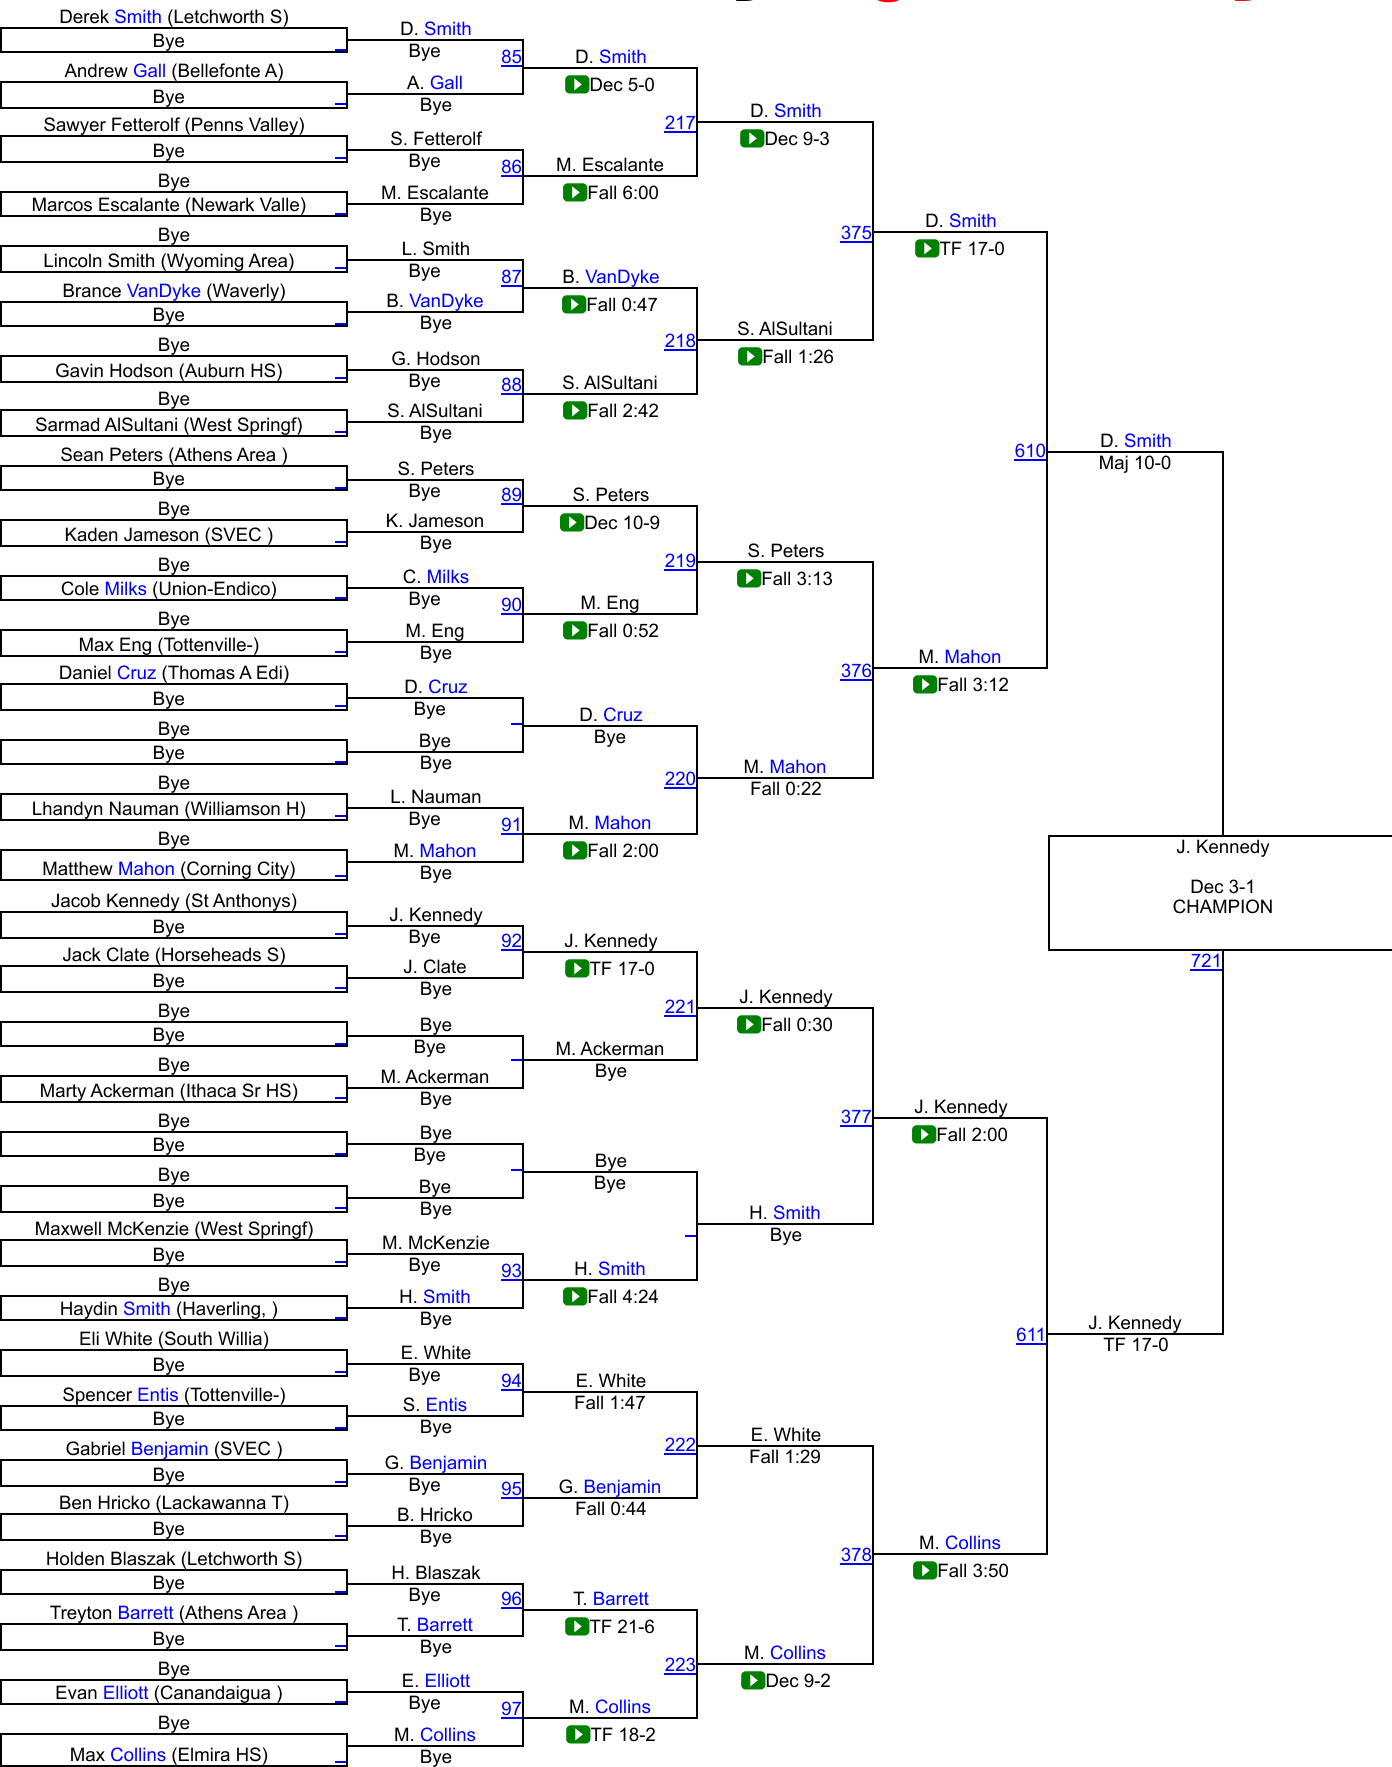 Derek Smith (Letchworth S)
Bye
Andrew Gall (Bellefonte A)
Bye
Sawyer Fetterolf (Penns Valley)
Bye
Bye
Marcos Escalante (Newark Valle)
Bye
Lincoln Smith (Wyoming Area)
Brance VanDyke (Waverly)
Bye
Bye
Gavin Hodson (Auburn HS)
Bye
Sarmad AlSultani (West Springf)
Sean Peters (Athens Area )
Bye
Bye
Kaden Jameson (SVEC )
Bye
Cole Milks (Union-Endico)
Bye
Max Eng (Tottenville-)
Daniel Cruz (Thomas A Edi)
Bye
Bye
Bye
Bye
Lhandyn Nauman (Williamson H)
Bye
Matthew Mahon (Corning City)
Jacob Kennedy (St Anthonys)
Bye
Jack Clate (Horseheads S)
Bye
Bye
Bye
Bye
Marty Ackerman (Ithaca Sr HS)
Bye
Bye
Bye
Bye
Maxwell McKenzie (West Springf)
Bye
Bye
Haydin Smith (Haverling, )
Eli White (South Willia)
Bye
Spencer Entis (Tottenville-)
Bye
Gabriel Benjamin (SVEC )
Bye
Ben Hricko (Lackawanna T)
Bye
Holden Blaszak (Letchworth S)
Bye
Treyton Barrett (Athens Area )
Bye
Bye
Evan Elliott (Canandaigua )
Bye
Max Collins (Elmira HS)
D. Smith
Bye
85
A. Gall
Bye
S. Fetterolf
Bye
86
M. Escalante
Bye
L. Smith
Bye
87
B. VanDyke
Bye
G. Hodson
Bye
88
S. AlSultani
Bye
S. Peters
Bye
89
K. Jameson
Bye
C. Milks
Bye
90
M. Eng
Bye
D. Cruz
Bye
Bye
Bye
L. Nauman
Bye
91
M. Mahon
Bye
J. Kennedy
Bye
92
J. Clate
Bye
Bye
Bye
M. Ackerman
Bye
Bye
Bye
Bye
Bye
M. McKenzie
Bye
93
H. Smith
Bye
E. White
Bye
94
S. Entis
Bye
G. Benjamin
Bye
95
B. Hricko
Bye
H. Blaszak
Bye
96
T. Barrett
Bye
E. Elliott
Bye
97
M. Collins
Bye
D. Smith
Dec 5-0
217
M. Escalante
Fall 6:00
B. VanDyke
Fall 0:47
218
S. AlSultani
Fall 2:42
S. Peters
Dec 10-9
219
M. Eng
Fall 0:52
D. Cruz
Bye
220
M. Mahon
Fall 2:00
J. Kennedy
TF 17-0
221
M. Ackerman
Bye
Bye
Bye
H. Smith
Fall 4:24
E. White
Fall 1:47
222
G. Benjamin
Fall 0:44
T. Barrett
TF 21-6
223
M. Collins
TF 18-2
D. Smith
Dec 9-3
375
S. AlSultani
Fall 1:26
S. Peters
Fall 3:13
376
M. Mahon
Fall 0:22
J. Kennedy
Fall 0:30
377
H. Smith
Bye
E. White
Fall 1:29
378
M. Collins
Dec 9-2
D. Smith
TF 17-0
610
M. Mahon
Fall 3:12
J. Kennedy
Fall 2:00
611
M. Collins
Fall 3:50
D. Smith
Maj 10-0
J. Kennedy
Dec 3-1
CHAMPION
721
J. Kennedy
TF 17-0